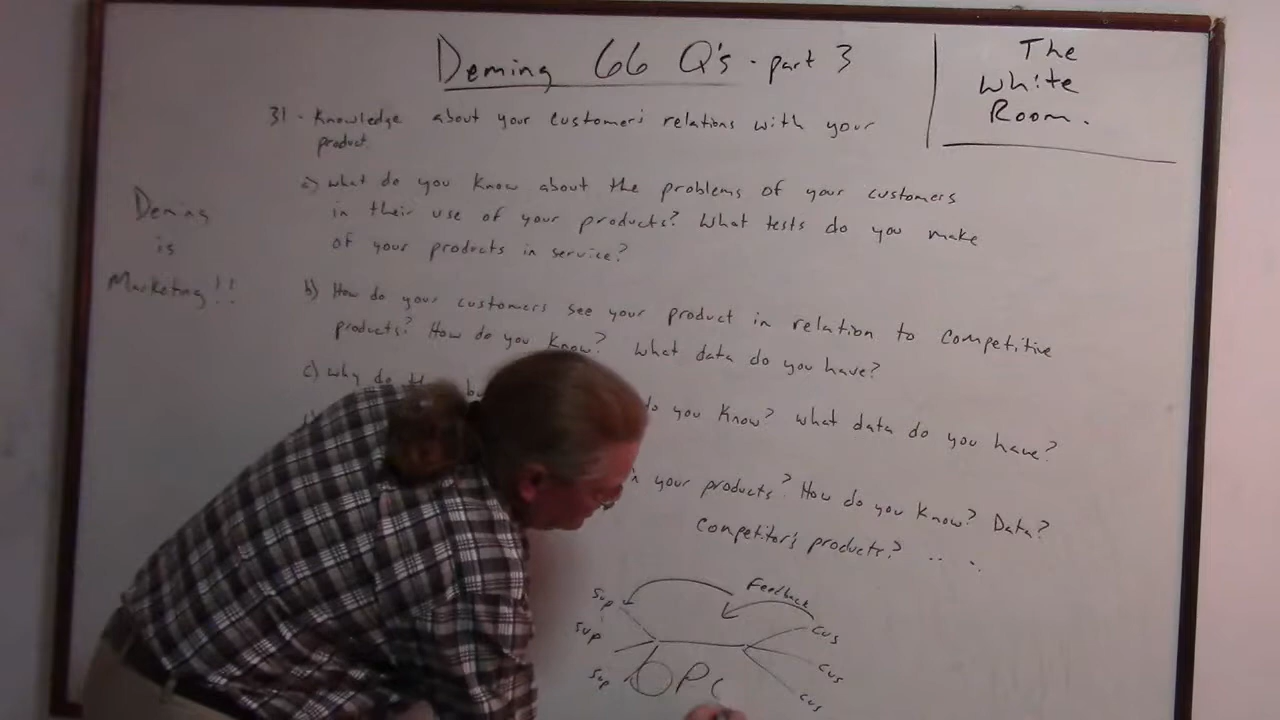 Deming 66 Q's - part 3
The
White
Room.
31 - Knowledge about your customer's relations with your
product.
a) what do you know about the problems of your customers
in their use of your products? What tests do you make
of your products in service?
Deming
is
Marketing!!
b) How do your customers see your product in relation to competitive
products? How do you know? What data do you have?
c) why do
do you know? what data do you have?
in your products? How do you know? Data?
Competitor's products? .. ..
Feedback
Sup
Sup
Sup
Cus
Cus
Cus